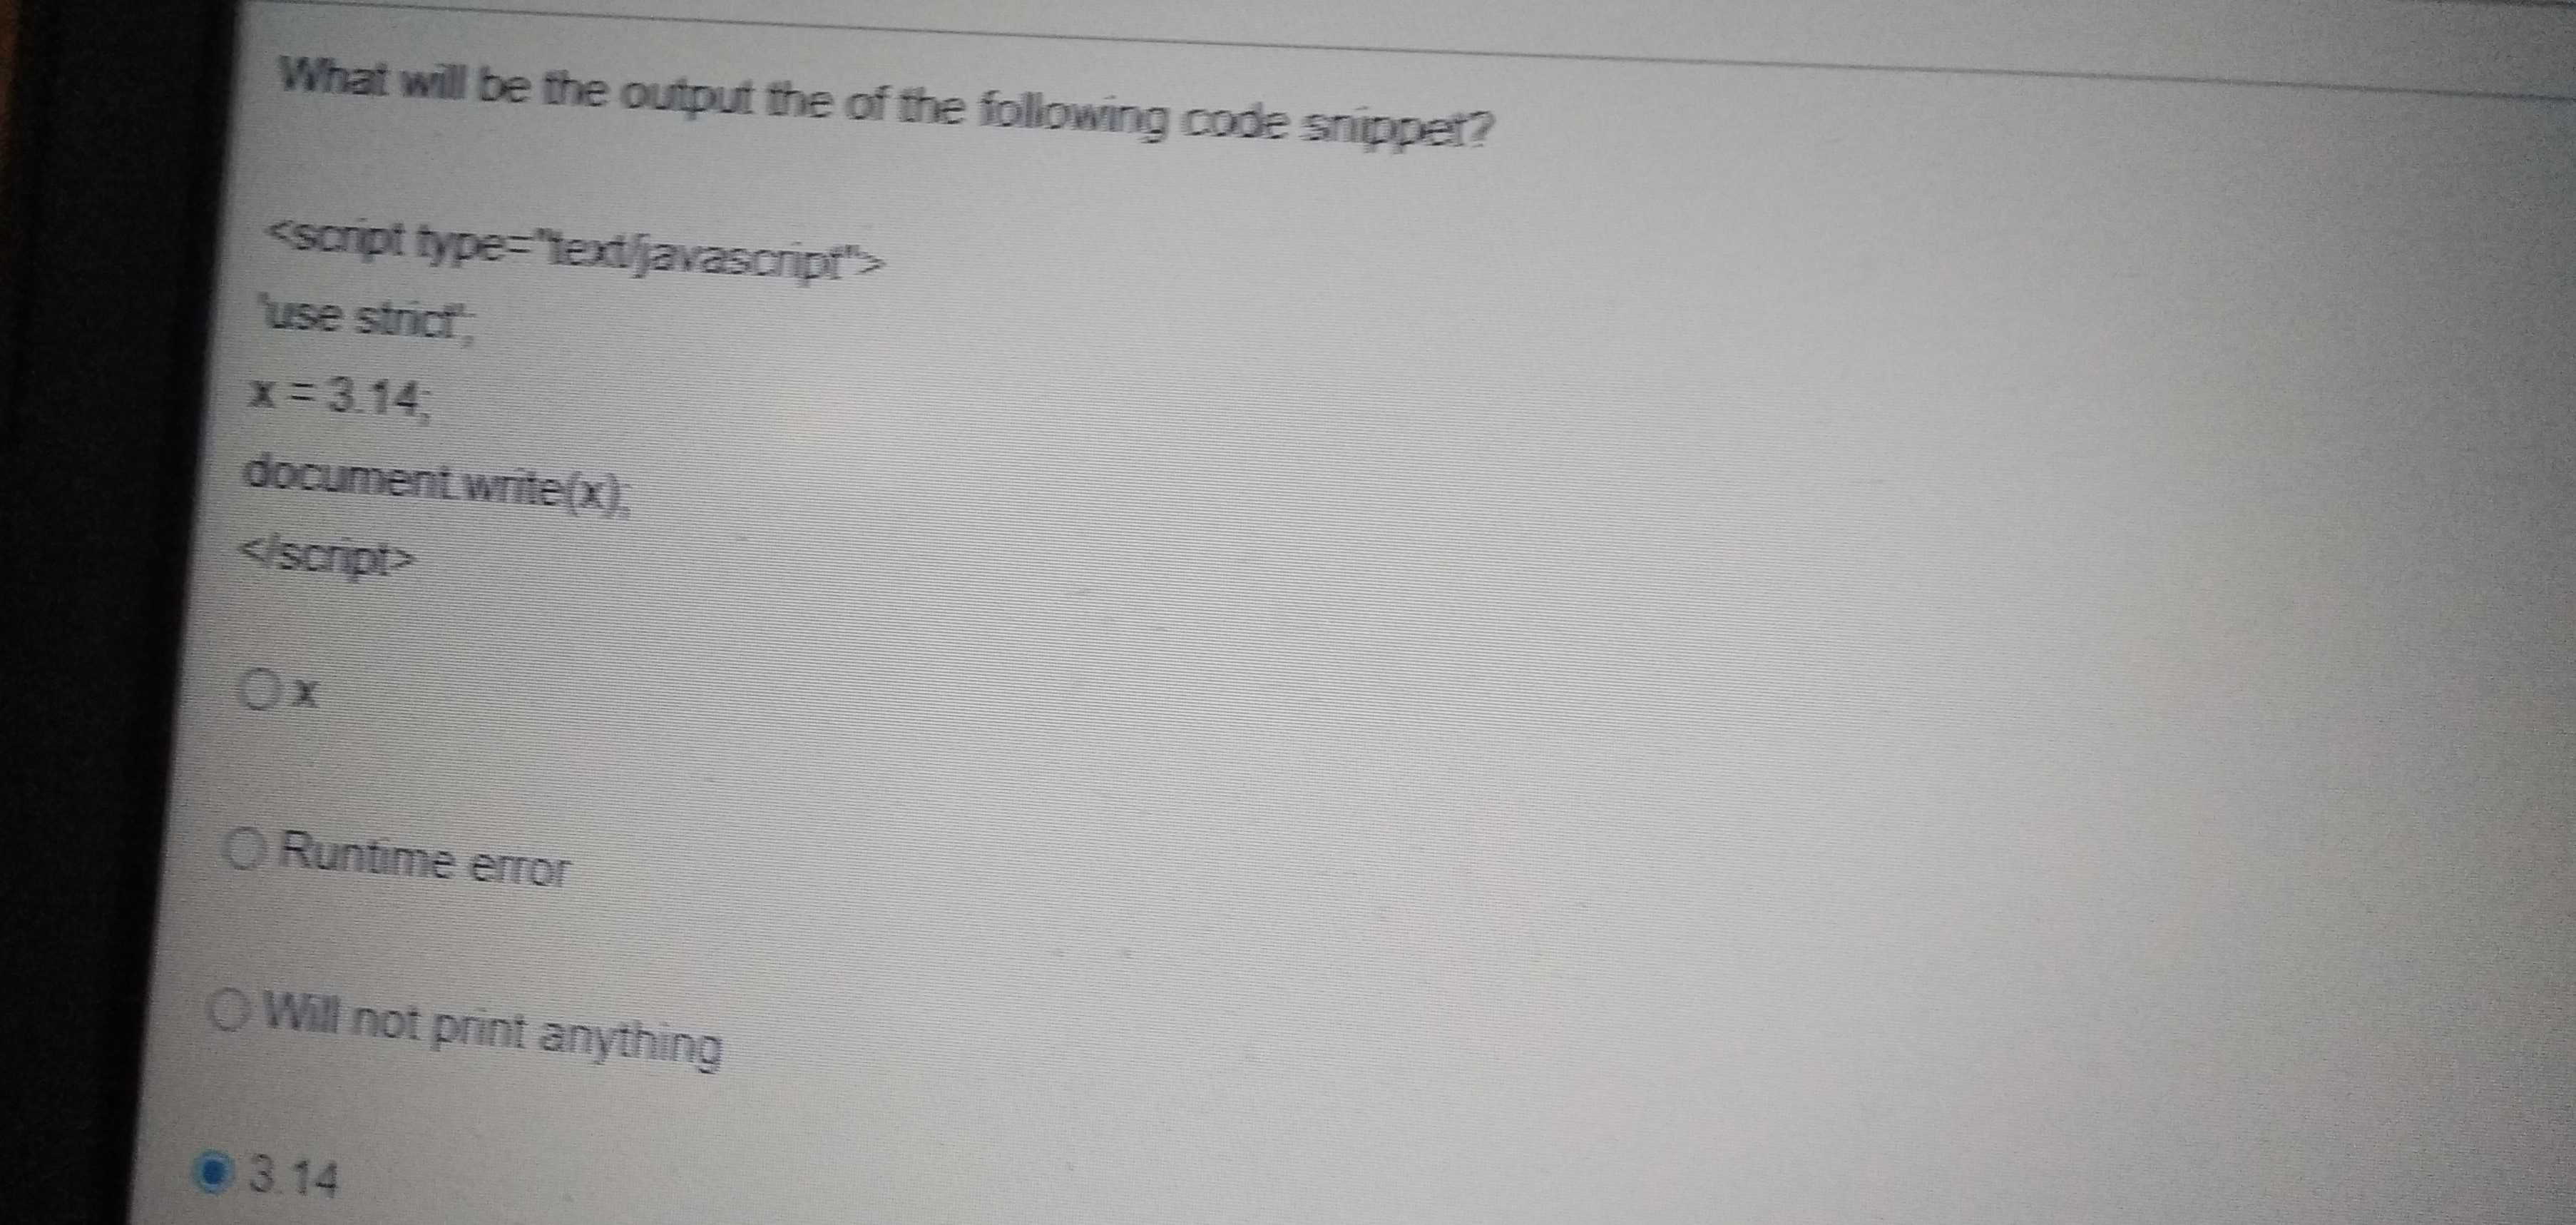 What will be the output the of the following code snippet?
<script type="text/javascript">
'use strict';
x = 3.14;
document.write(x);
</script>
x
Runtime error
Will not print anything
3.14